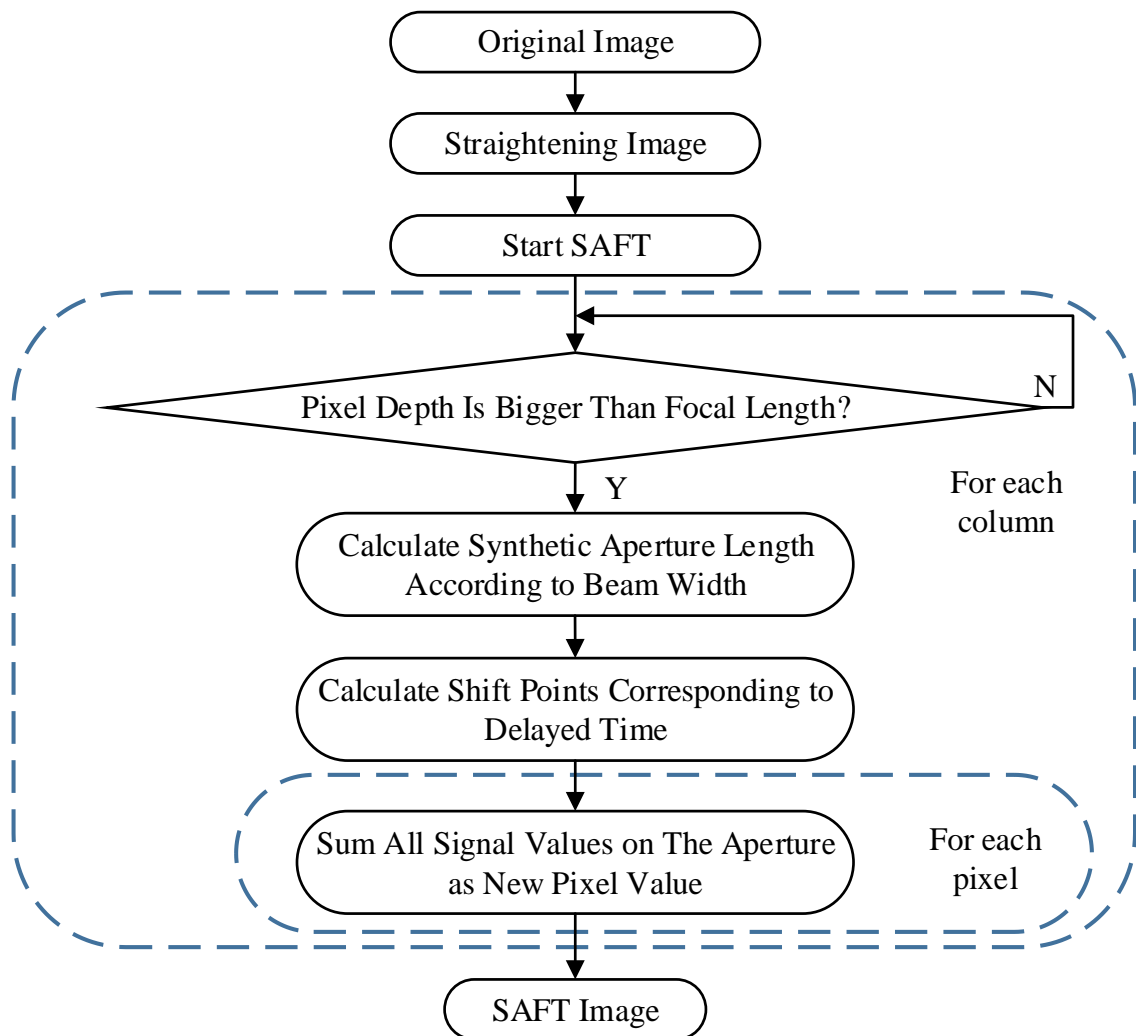 Original Image
Straightening Image
Start SAFT
Pixel Depth Is Bigger Than Focal Length?
N
Y
For each
column
Calculate Synthetic Aperture Length
According to Beam Width
Calculate Shift Points Corresponding to
Delayed Time
Sum All Signal Values on The Aperture
as New Pixel Value
For each
pixel
SAFT Image